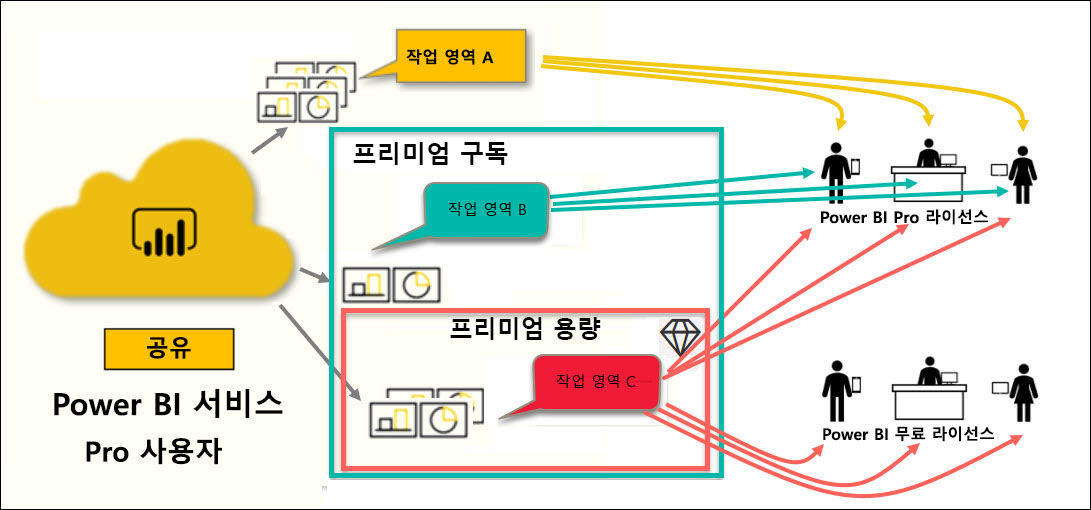 작업 영역 A
프리미엄 구독
작업 영역 B
Power BI Pro 라이선스
프리미엄 용량
공유
작업 영역 C
Power BI 서비스
Pro 사용자
Power BI 무료 라이선스